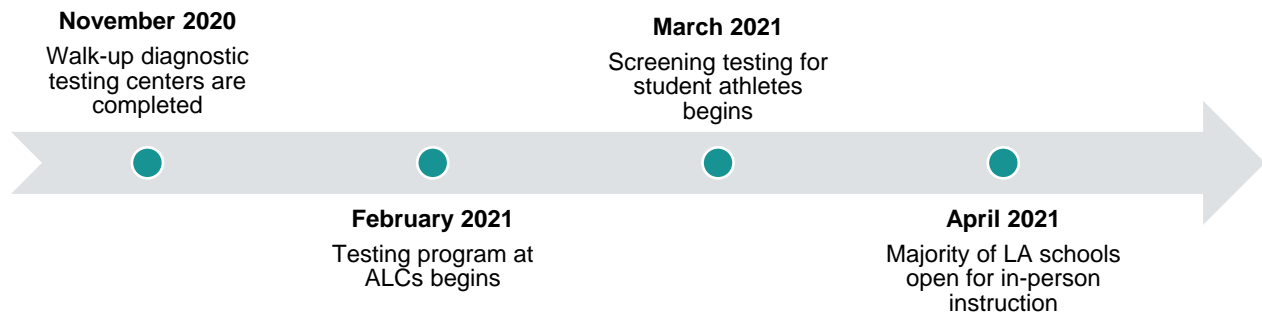 November 2020
Walk-up diagnostic
testing centers are
completed
February 2021
Testing program at
ALCs begins
March 2021
Screening testing for
student athletes
begins
April 2021
Majority of LA schools
open for in-person
instruction